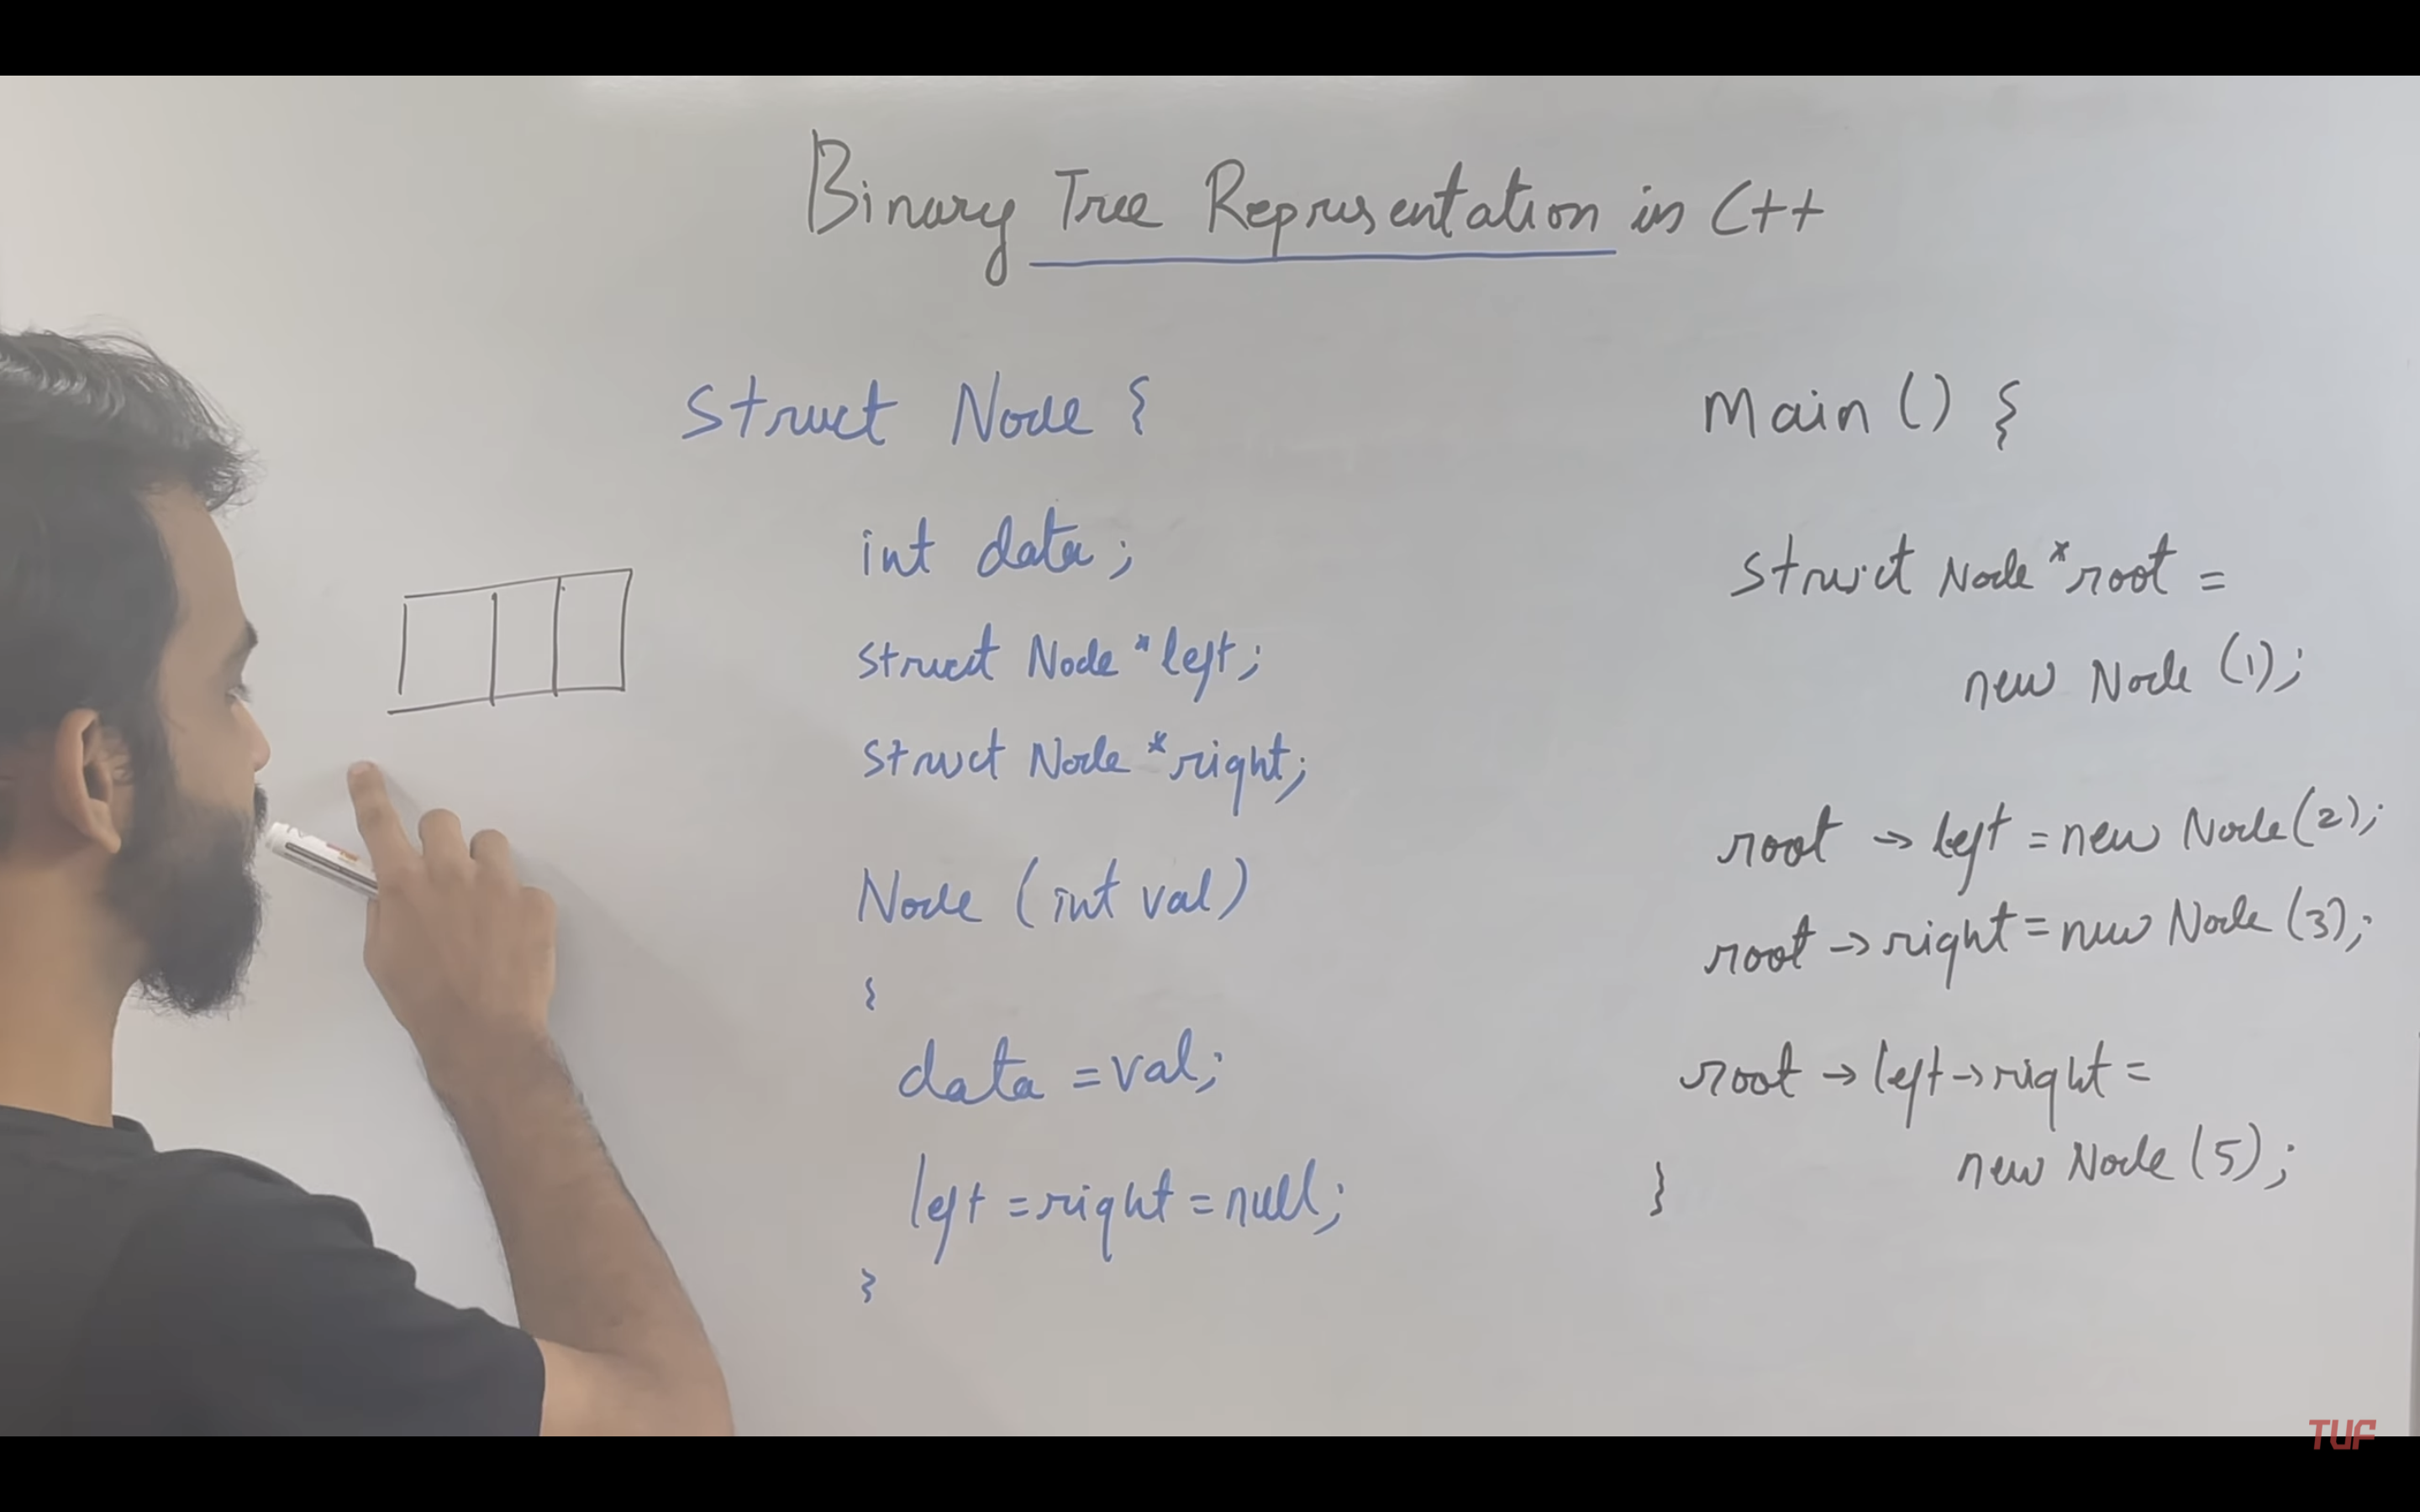 Binary Tree Representation in C++
Struct Node {
int data;
struct Node *left;
struct Node *right;
Node (int val)
{
data = val;
left = right = null;
}
Main () {
struct Node *root =
new Node (1);
root -> left = new Node (2);
root -> right = new Node (3);
root -> left -> right =
new Node (5);
}
TUF